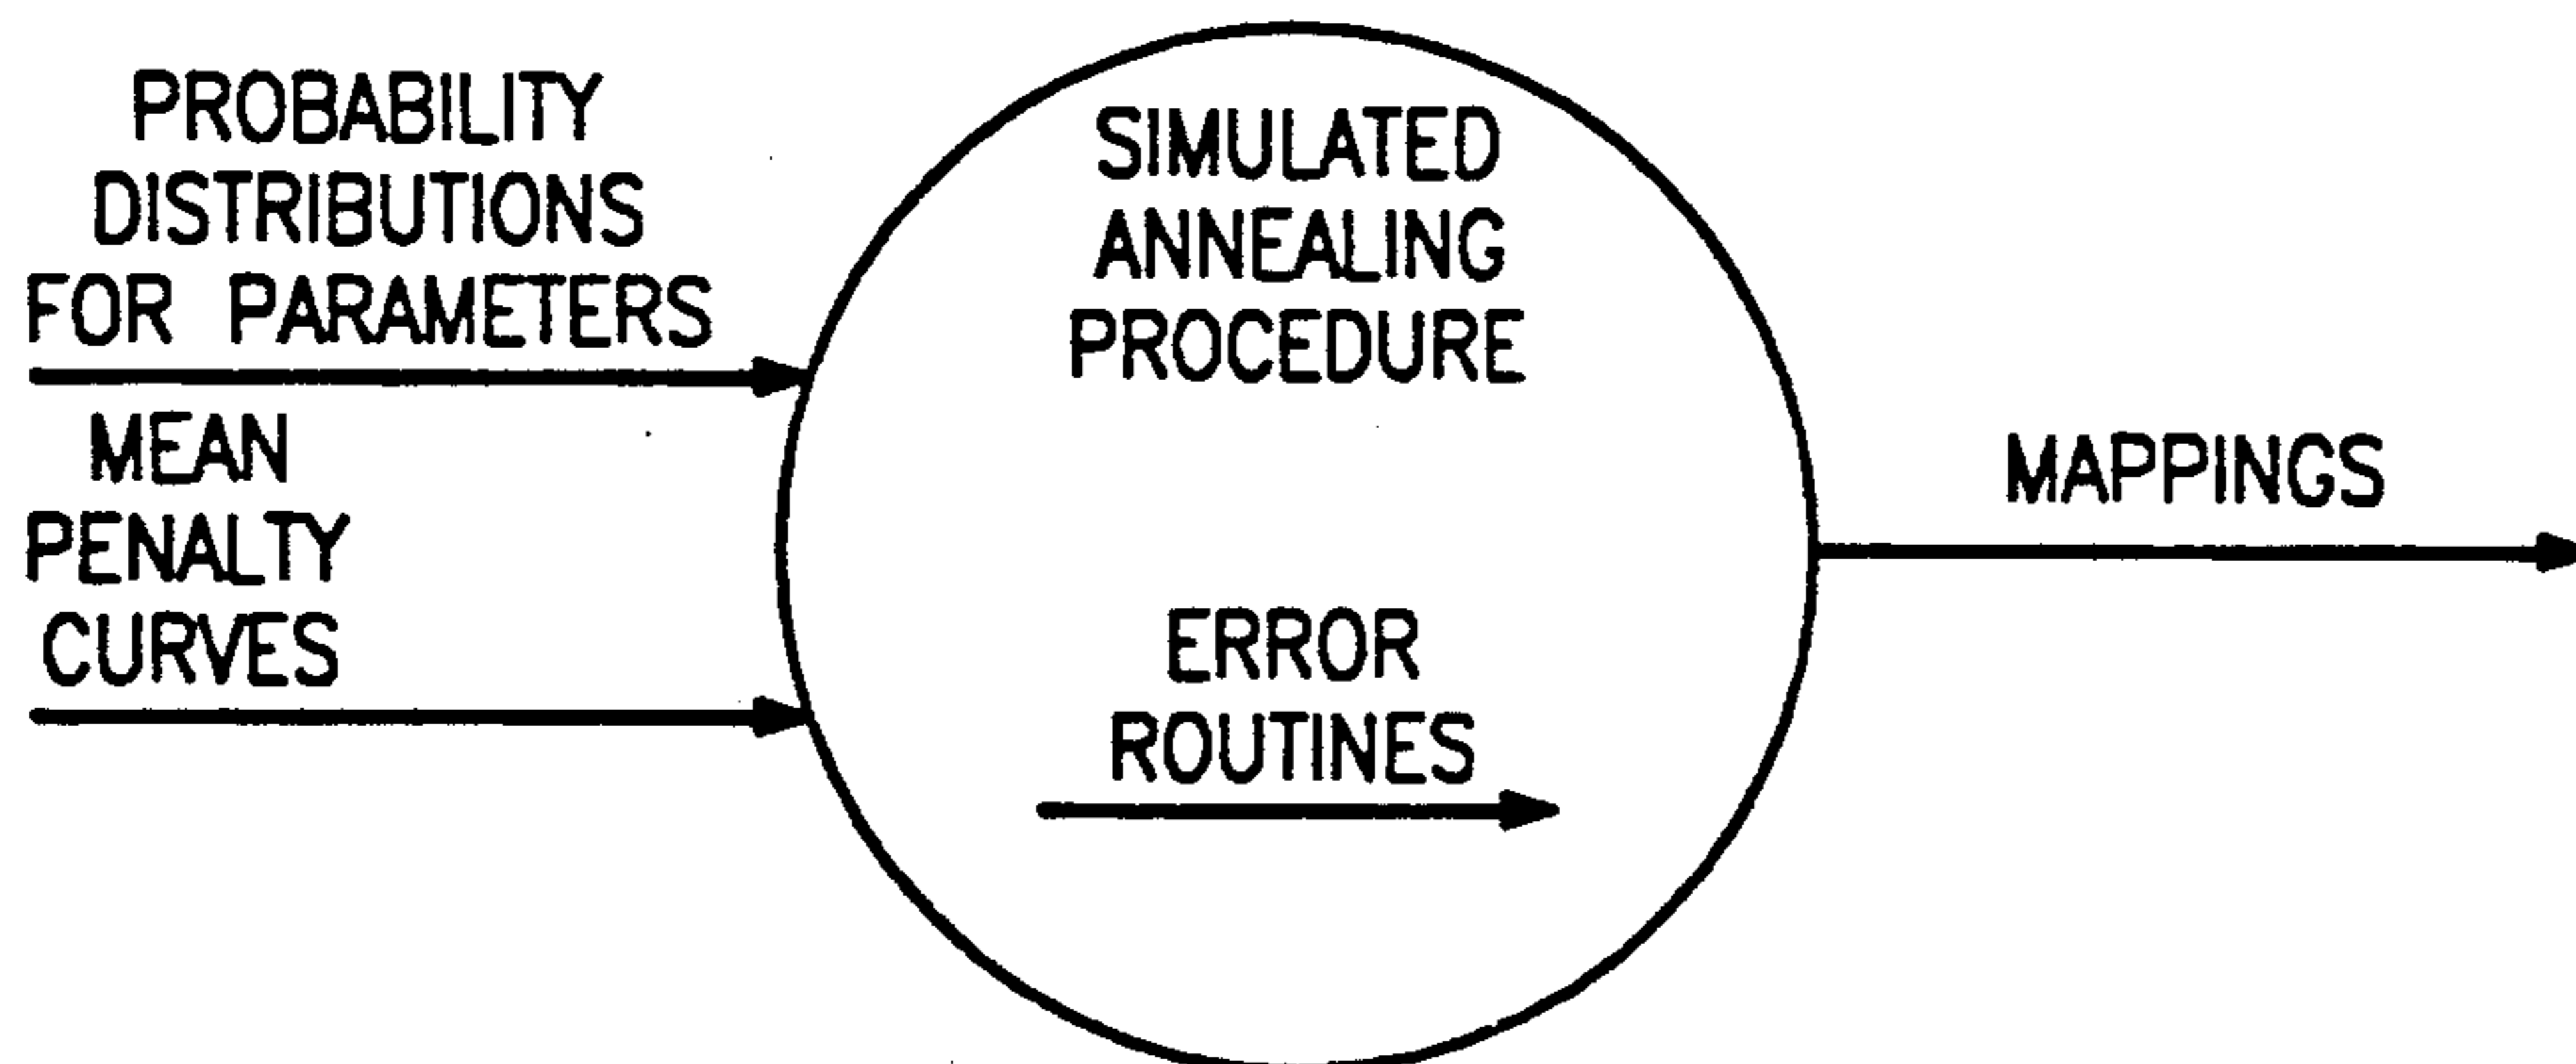 PROBABILITY
DISTRIBUTIONS
FOR PARAMETERS
MEAN
PENALTY
CURVES
SIMULATED
ANNEALING
PROCEDURE
ERROR
ROUTINES
MAPPINGS